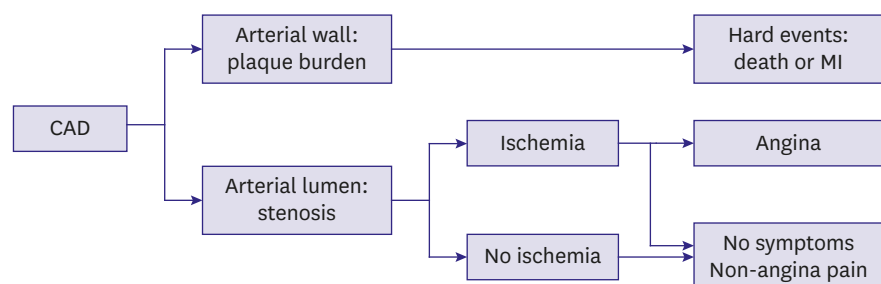 CAD
Arterial wall:
plaque burden
Hard events:
death or MI
Arterial lumen:
stenosis
Ischemia
Angina
No ischemia
No symptoms
Non-angina pain